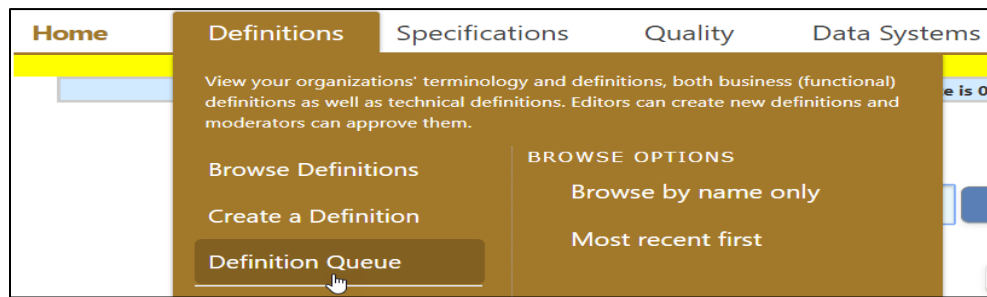 Home Definitions Specifications Quality Data Systems
View your organizations' terminology and definitions, both business (functional)
definitions as well as technical definitions. Editors can create new definitions and
moderators can approve them.
e is 0
Browse Definitions
Create a Definition
Definition Queue
BROWSE OPTIONS
Browse by name only
Most recent first